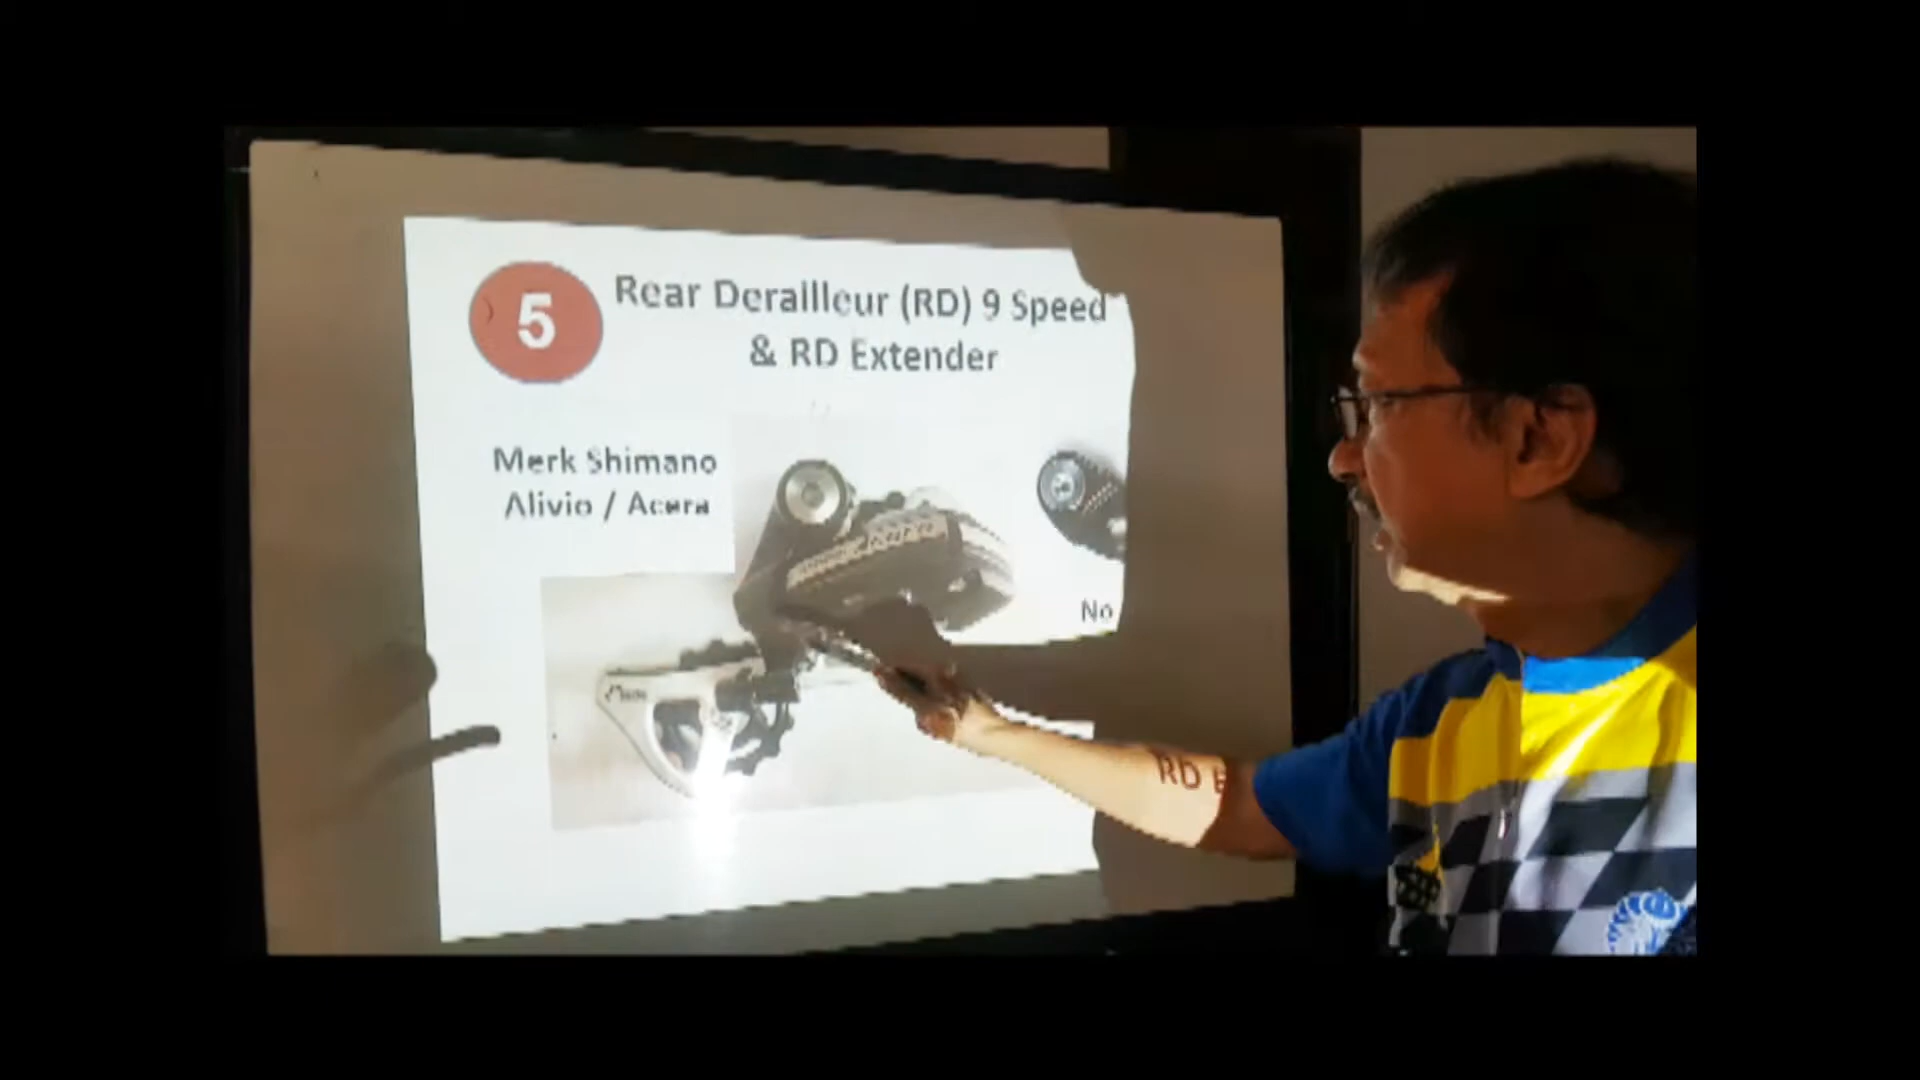 5
Rear Derailleur (RD) 9 Speed
& RD Extender
Merk Shimano
Alivio / Acera
No
RD E